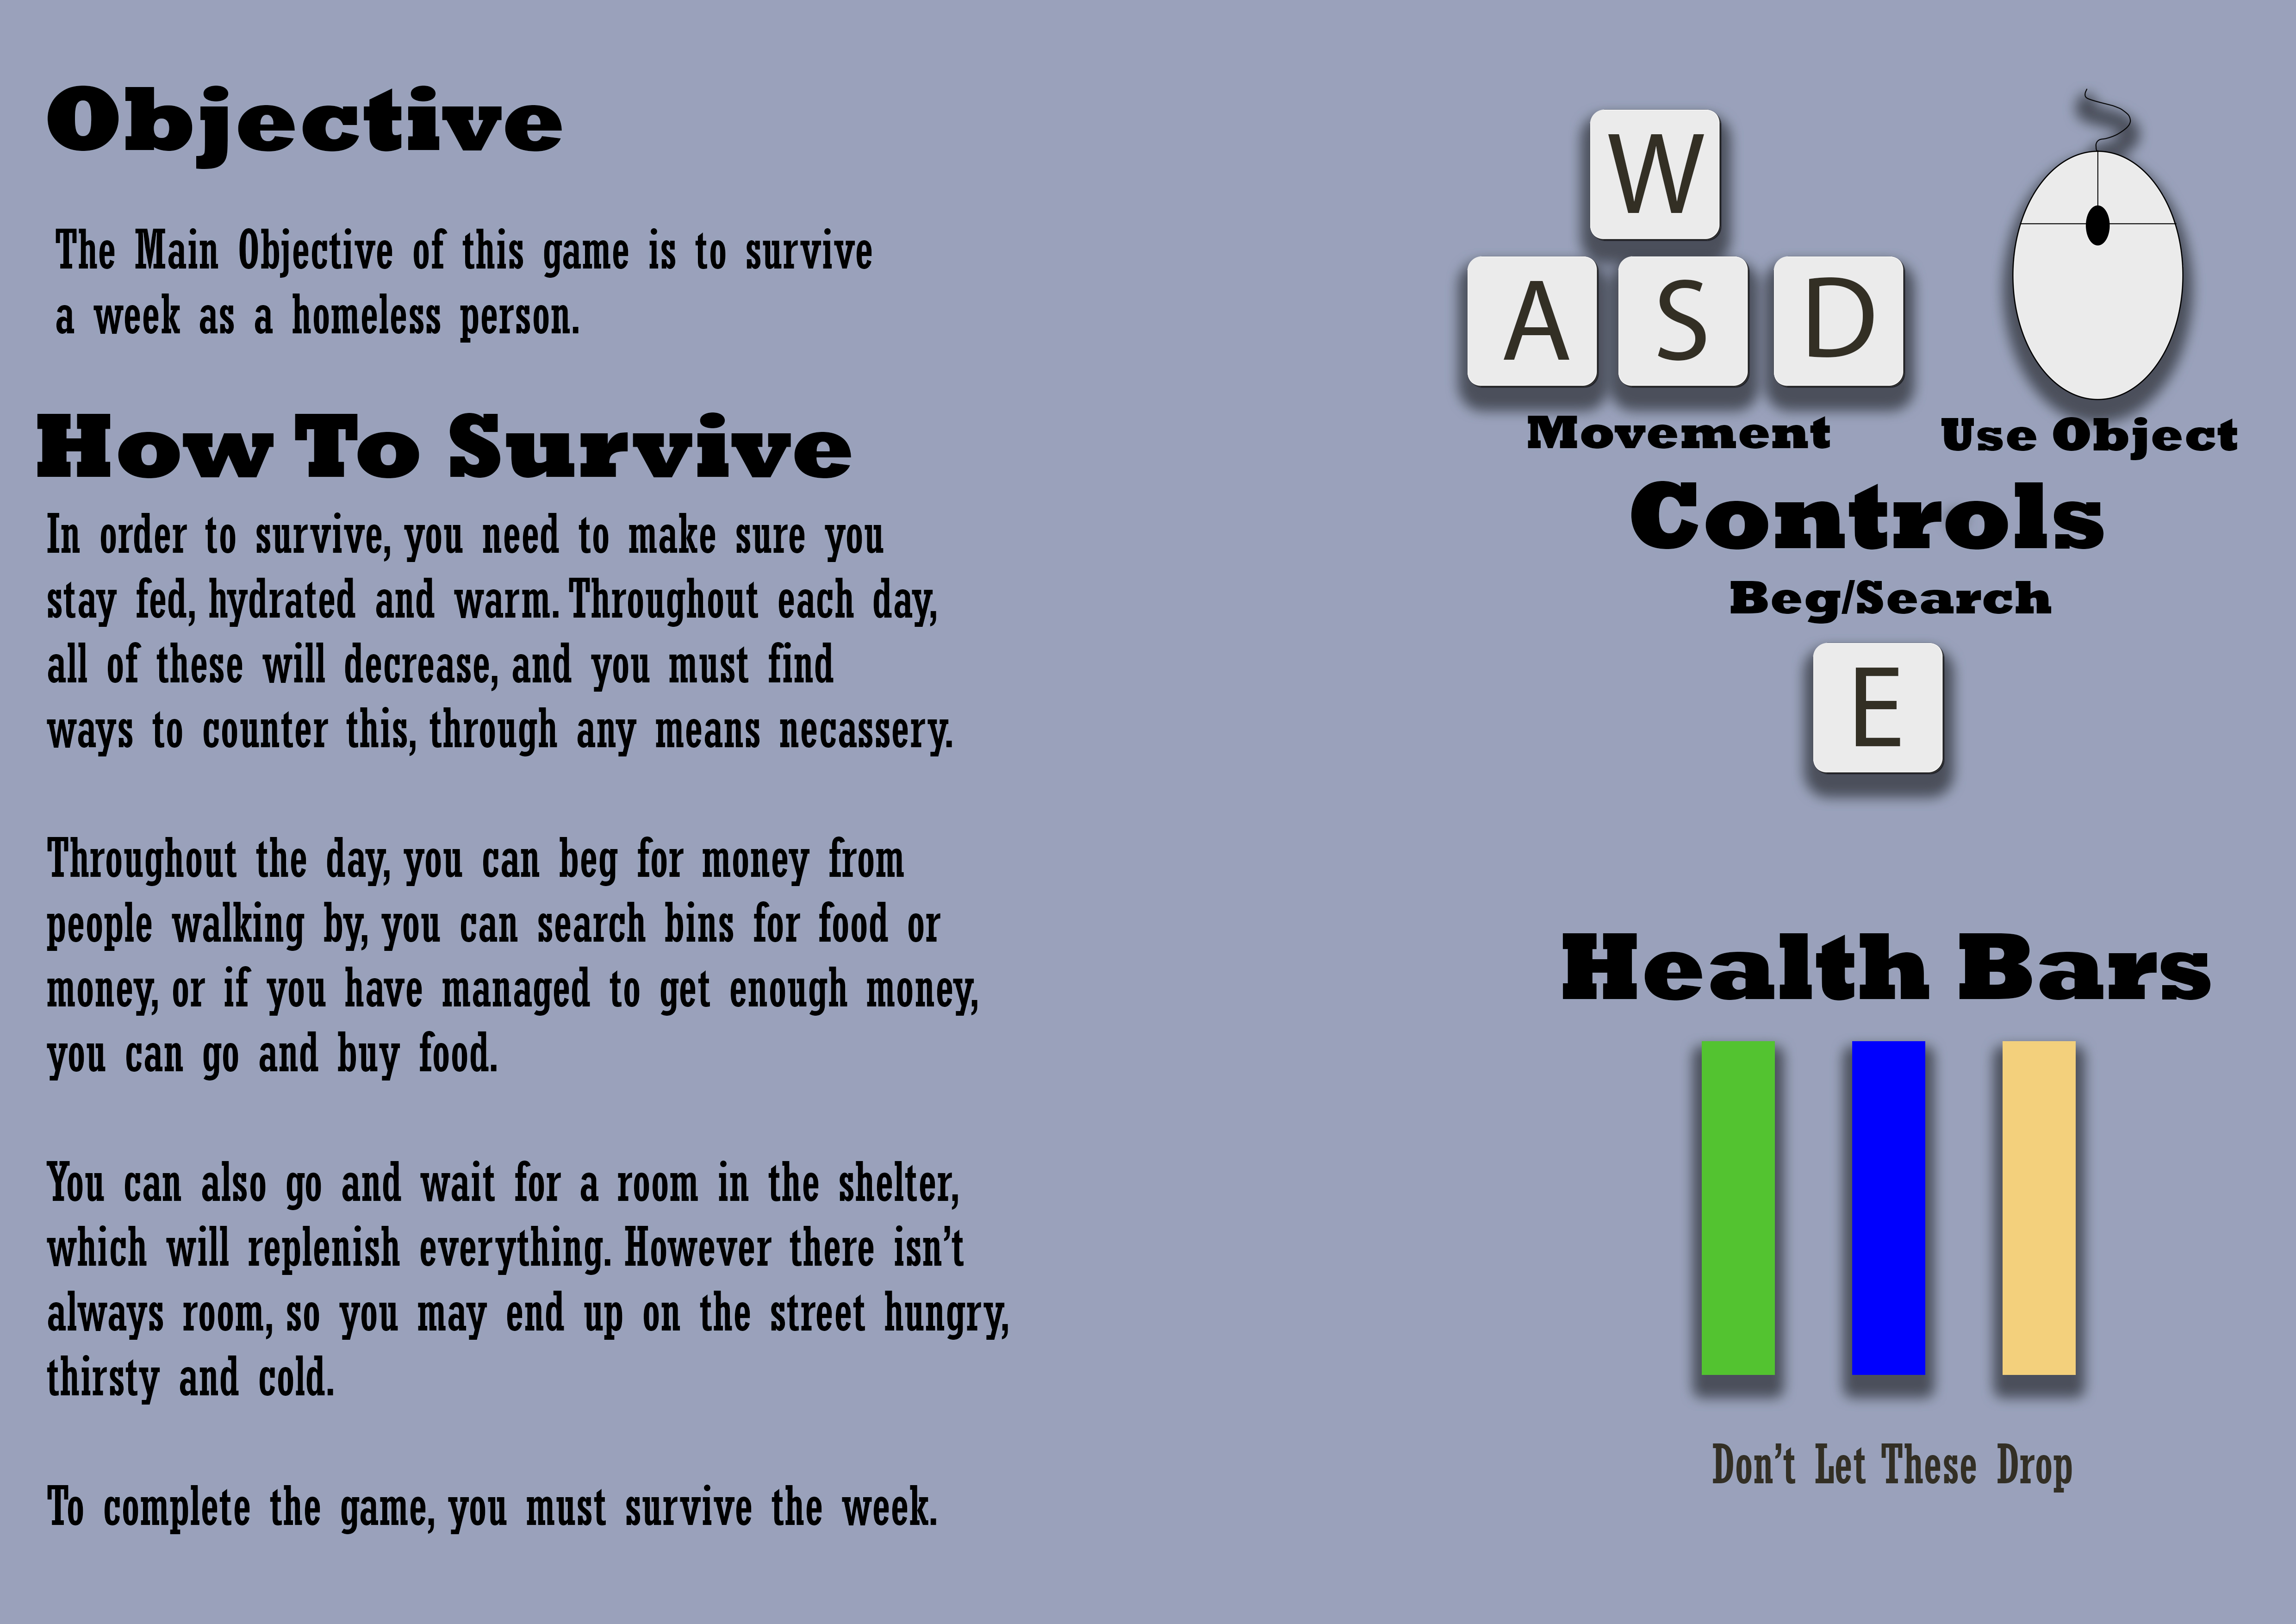 Objective
The Main Objective of this game is to survive
a week as a homeless person.
How To Survive
In order to survive, you need to make sure you
stay fed, hydrated and warm. Throughout each day,
all of these will decrease, and you must find
ways to counter this, through any means necassery.
Throughout the day, you can beg for money from
people walking by, you can search bins for food or
money, or if you have managed to get enough money,
you can go and buy food.
You can also go and wait for a room in the shelter,
which will replenish everything. However there isn't
always room, so you may end up on the street hungry,
thirsty and cold.
To complete the game, you must survive the week.
W
A S D
Movement
Use Object
Controls
Beg/Search
E
Health Bars
Don't Let These Drop